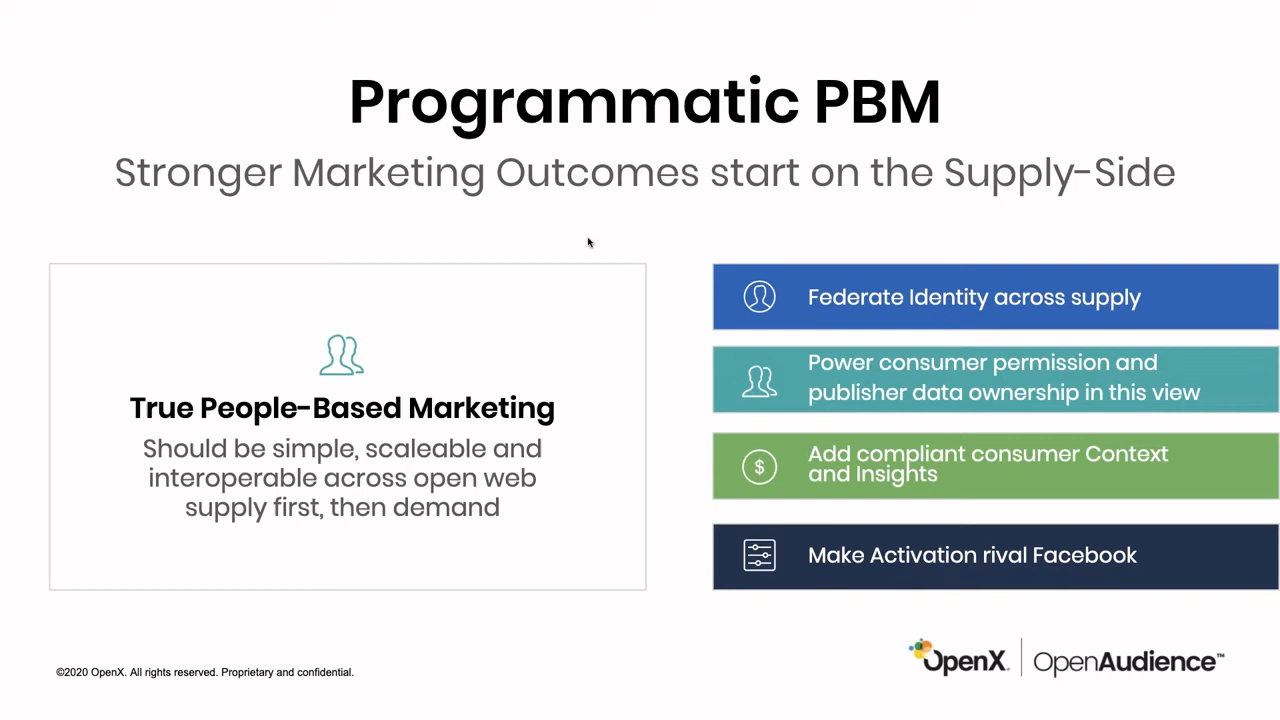 Programmatic PBM
Stronger Marketing Outcomes start on the Supply-Side
True People-Based Marketing
Should be simple, scaleable and
interoperable across open web
supply first, then demand
Federate Identity across supply
Power consumer permission and
publisher data ownership in this view
$
Add compliant consumer Context
and Insights
Make Activation rival Facebook
©2020 OpenX. All rights reserved. Proprietary and confidential.
OpenX. | OpenAudience™